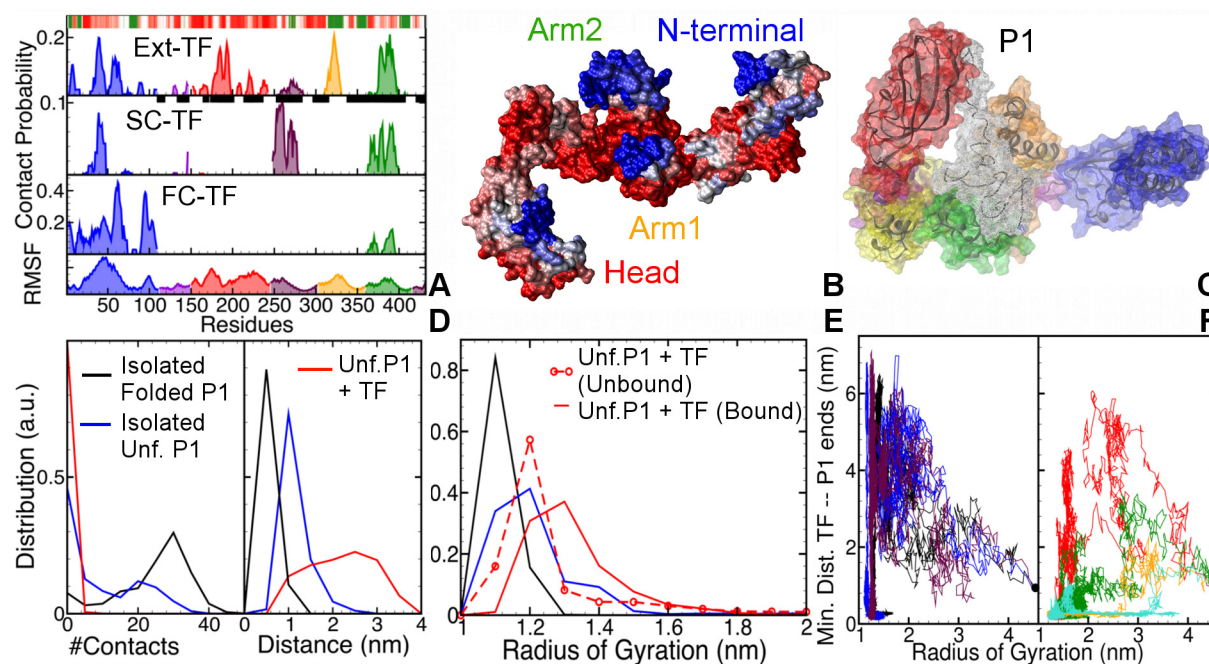 Ext-TF
SC-TF
FC-TF
Contact Probability
RMSF
0.2
0
0.1
0.4
0.2
50 100 150 200 250 300 350 400
Residues
A
Arm2
N-terminal
Arm1
Head
B
P1
C
D
Isolated
Folded P1
Isolated
Unf. P1
Unf.P1
+ TF
Distribution (a.u.)
0.5
0
0 20 40
#Contacts
0 1 2 3 4
Distance (nm)
E
Unf.P1 + TF
(Unbound)
Unf.P1 + TF (Bound)
0.8
0.6
0.4
0.2
0
1 1.2 1.4 1.6 1.8 2
Radius of Gyration (nm)
F
Min. Dist. TF -- P1 ends (nm)
6
4
2
0
1 2 3 4
1 2 3 4
Radius of Gyration (nm)